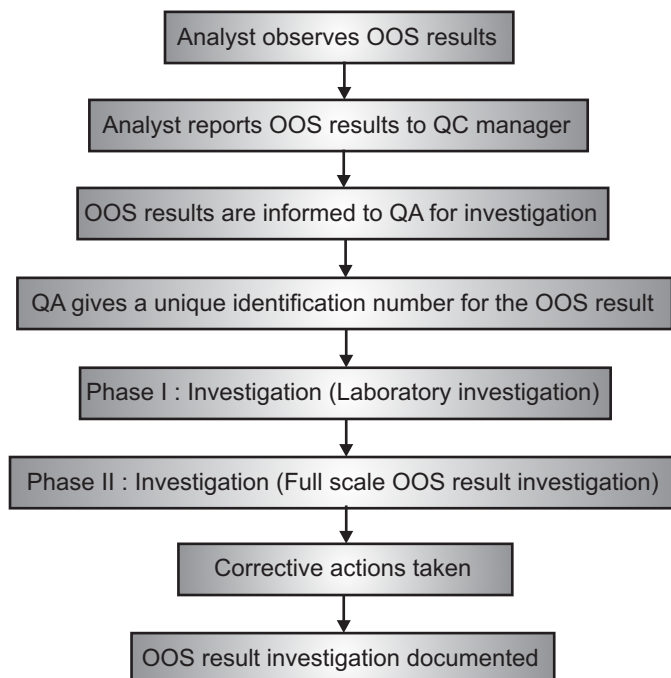 Analyst observes OOS results
Analyst reports OOS results to QC manager
OOS results are informed to QA for investigation
QA gives a unique identification number for the OOS result
Phase I : Investigation (Laboratory investigation)
Phase II : Investigation (Full scale OOS result investigation)
Corrective actions taken
OOS result investigation documented